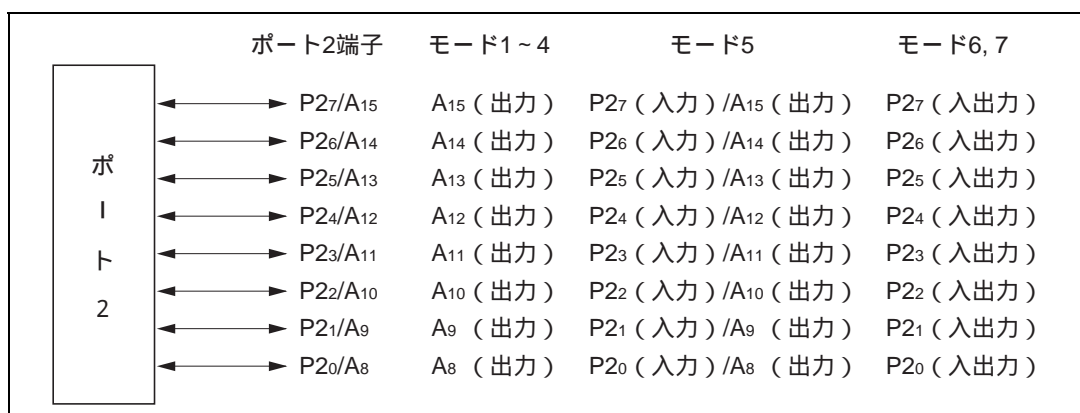 ポート2端子 モード1~4 モード5 モード6, 7
P27/A15 A15(出力) P27(入力)/A15(出力) P27(入出力)
P26/A14 A14(出力) P26(入力)/A14(出力) P26(入出力)
P25/A13 A13(出力) P25(入力)/A13(出力) P25(入出力)
P24/A12 A12(出力) P24(入力)/A12(出力) P24(入出力)
P23/A11 A11(出力) P23(入力)/A11(出力) P23(入出力)
P22/A10 A10(出力) P22(入力)/A10(出力) P22(入出力)
P21/A9 A9(出力) P21(入力)/A9(出力) P21(入出力)
P20/A8 A8(出力) P20(入力)/A8(出力) P20(入出力)
ポート2